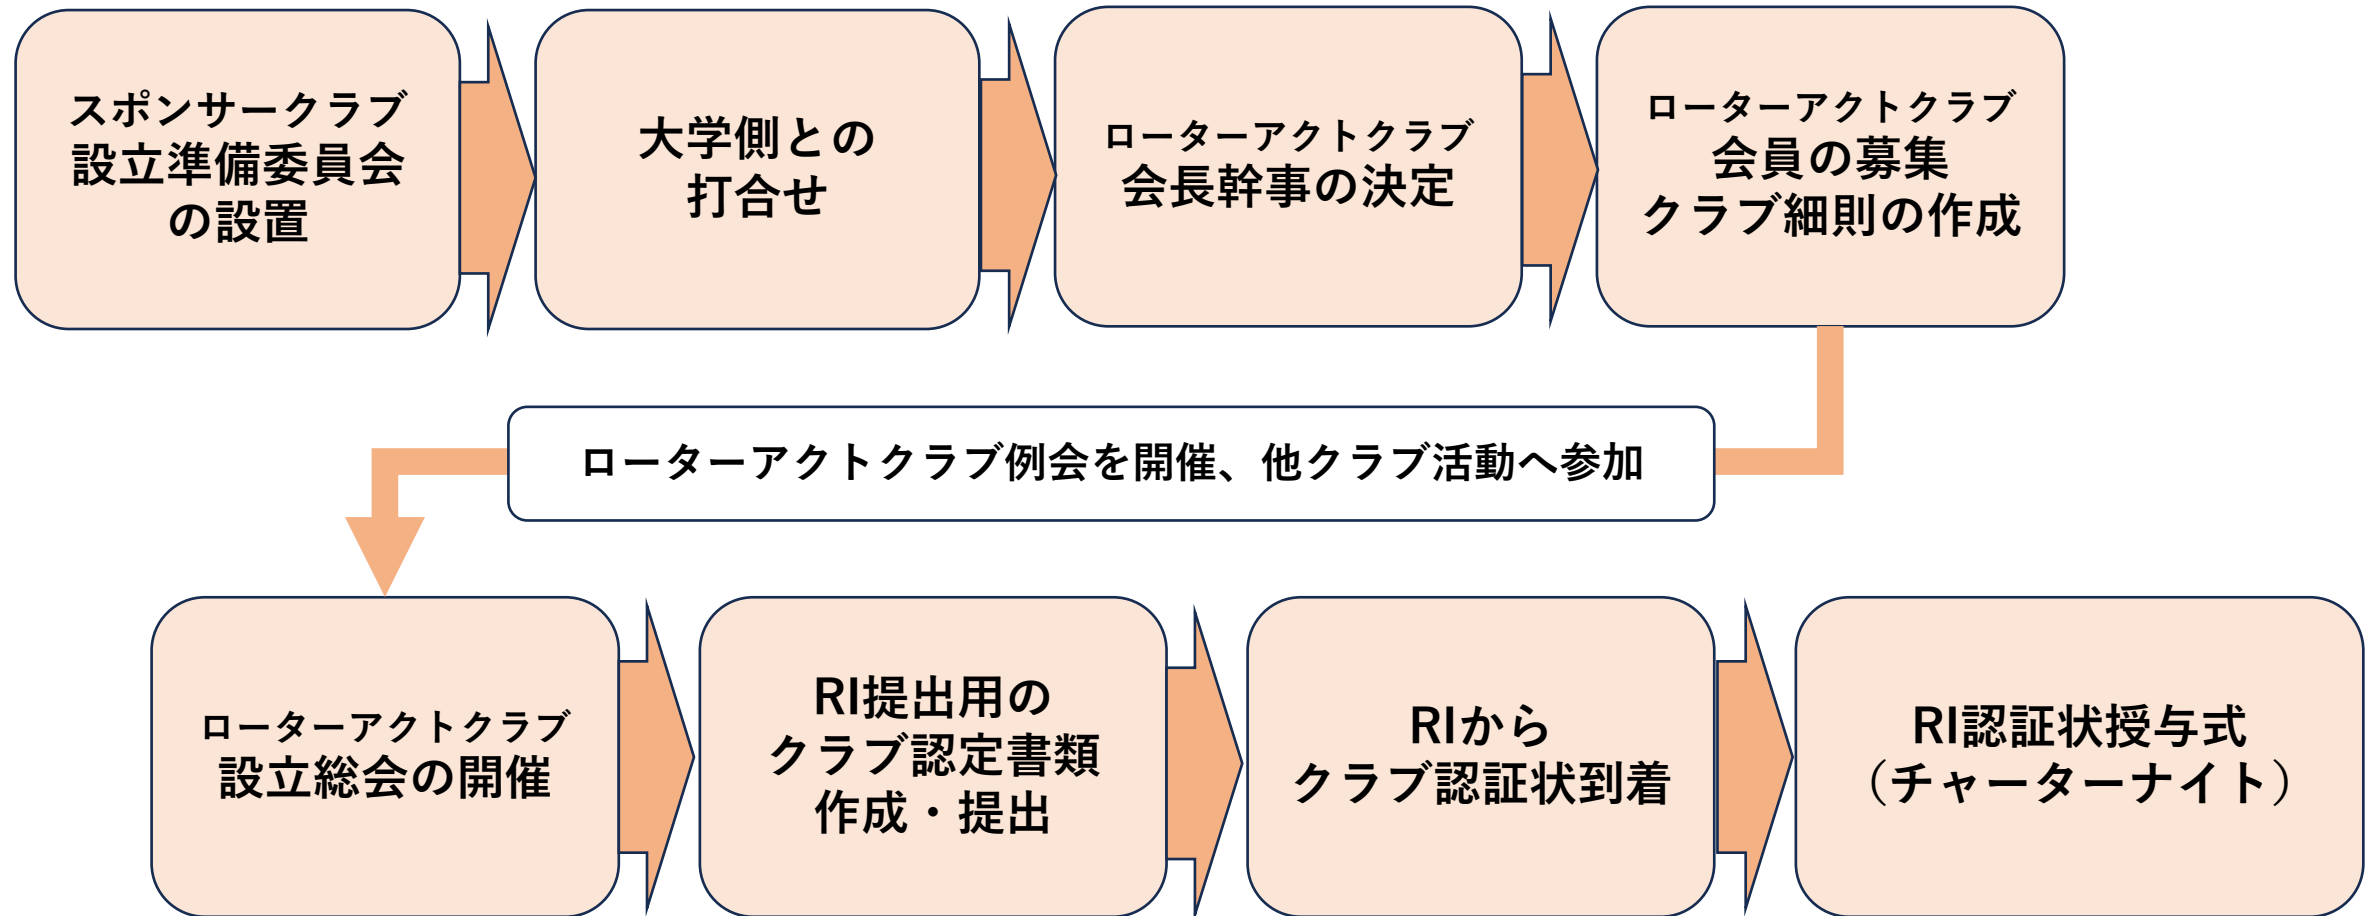 スポンサークラブ
設立準備委員会
の設置
大学側との
打合せ
ローターアクトクラブ
会長幹事の決定
ローターアクトクラブ
会員の募集
クラブ細則の作成
ローターアクトクラブ例会を開催、他クラブ活動へ参加
ローターアクトクラブ
設立総会の開催
RI提出用の
クラブ認定書類
作成・提出
RIから
クラブ認証状到着
RI認証状授与式
（チャーターナイト）